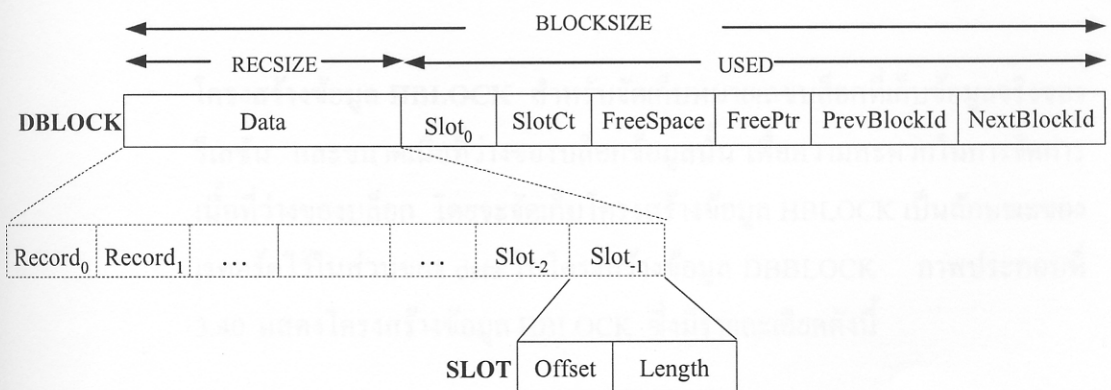 BLOCKSIZE
RECSIZE USED
DBLOCK Data Slot0 SlotCt FreeSpace FreePtr PrevBlockId NextBlockId
Record0 Record1 ... ... Slot-2 Slot-1
SLOT Offset Length